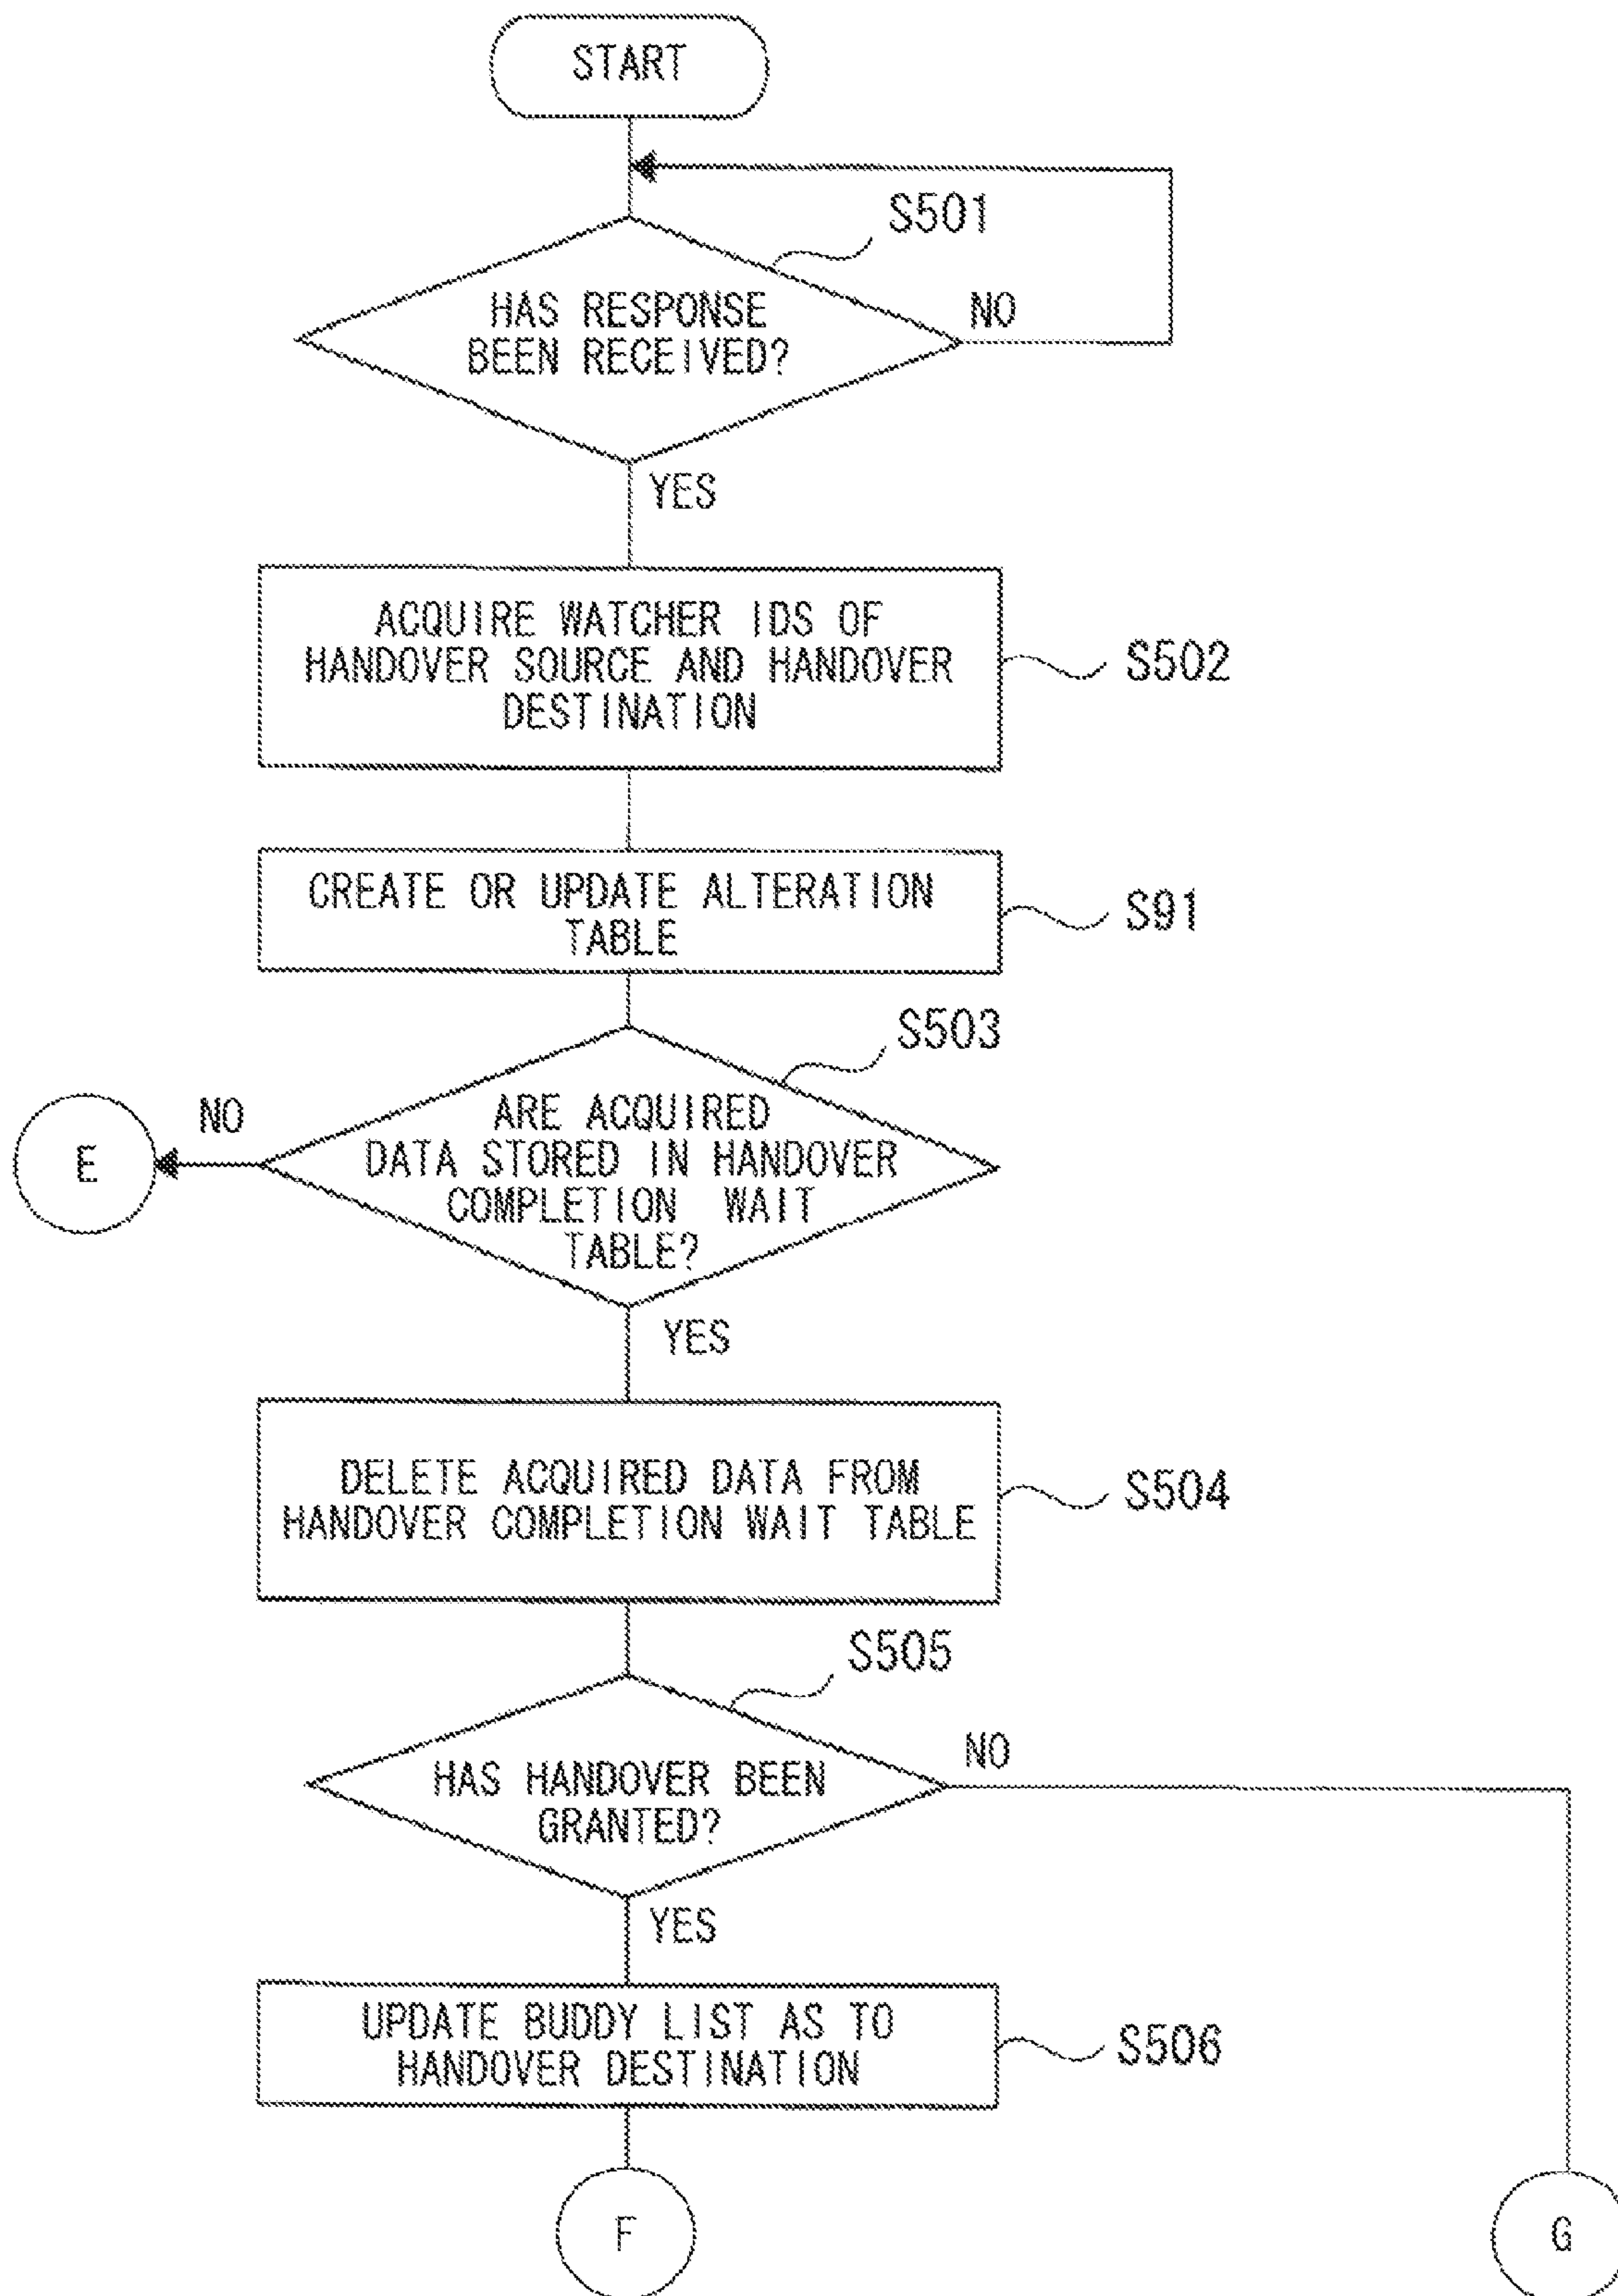 START
S501
HAS RESPONSE
BEEN RECEIVED?
NO
YES
ACQUIRE WATCHER IDS OF
HANDOVER SOURCE AND HANDOVER
DESTINATION
S502
CREATE OR UPDATE ALTERATION
TABLE
S91
S503
ARE ACQUIRED
DATA STORED IN HANDOVER
COMPLETION WAIT
TABLE?
NO
E
YES
DELETE ACQUIRED DATA FROM
HANDOVER COMPLETION WAIT TABLE
S504
S505
HAS HANDOVER BEEN
GRANTED?
NO
YES
UPDATE BUDDY LIST AS TO
HANDOVER DESTINATION
S506
F
G